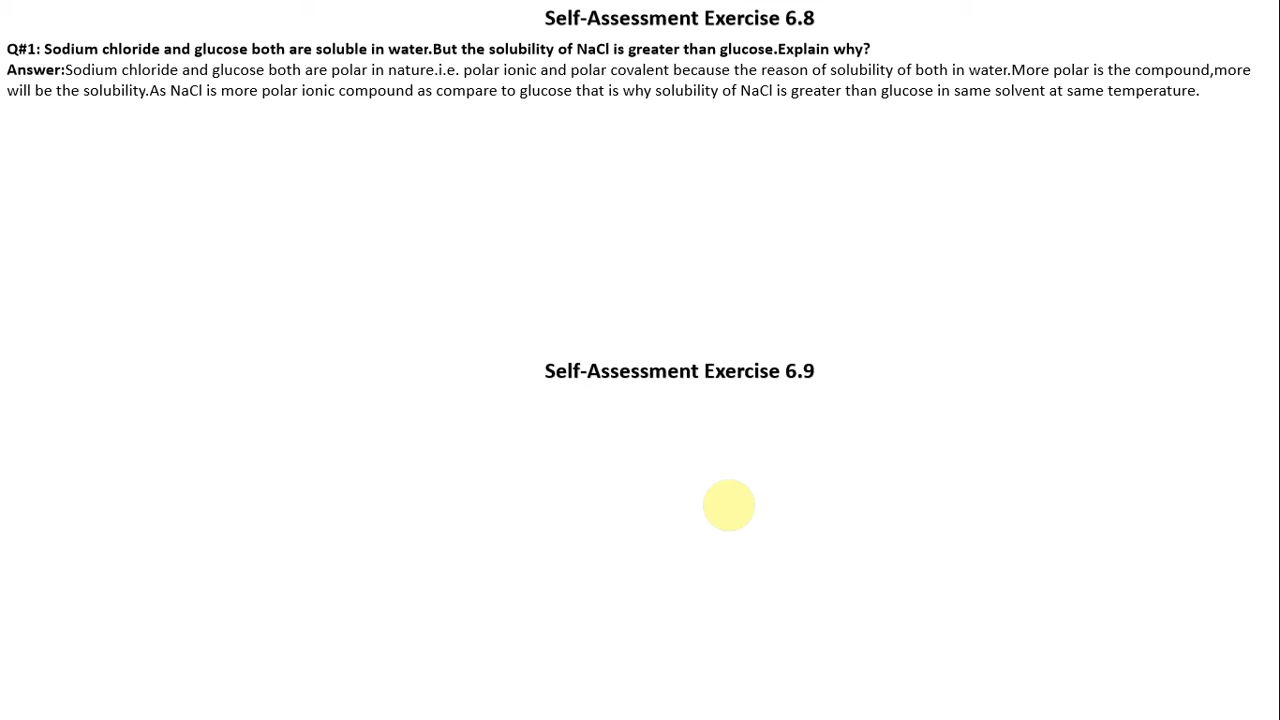 Self-Assessment Exercise 6.8
Q#1: Sodium chloride and glucose both are soluble in water.But the solubility of NaCl is greater than glucose.Explain why?
Answer:Sodium chloride and glucose both are polar in nature.i.e. polar ionic and polar covalent because the reason of solubility of both in water.More polar is the compound,more
will be the solubility.As NaCl is more polar ionic compound as compare to glucose that is why solubility of NaCl is greater than glucose in same solvent at same temperature.
Self-Assessment Exercise 6.9